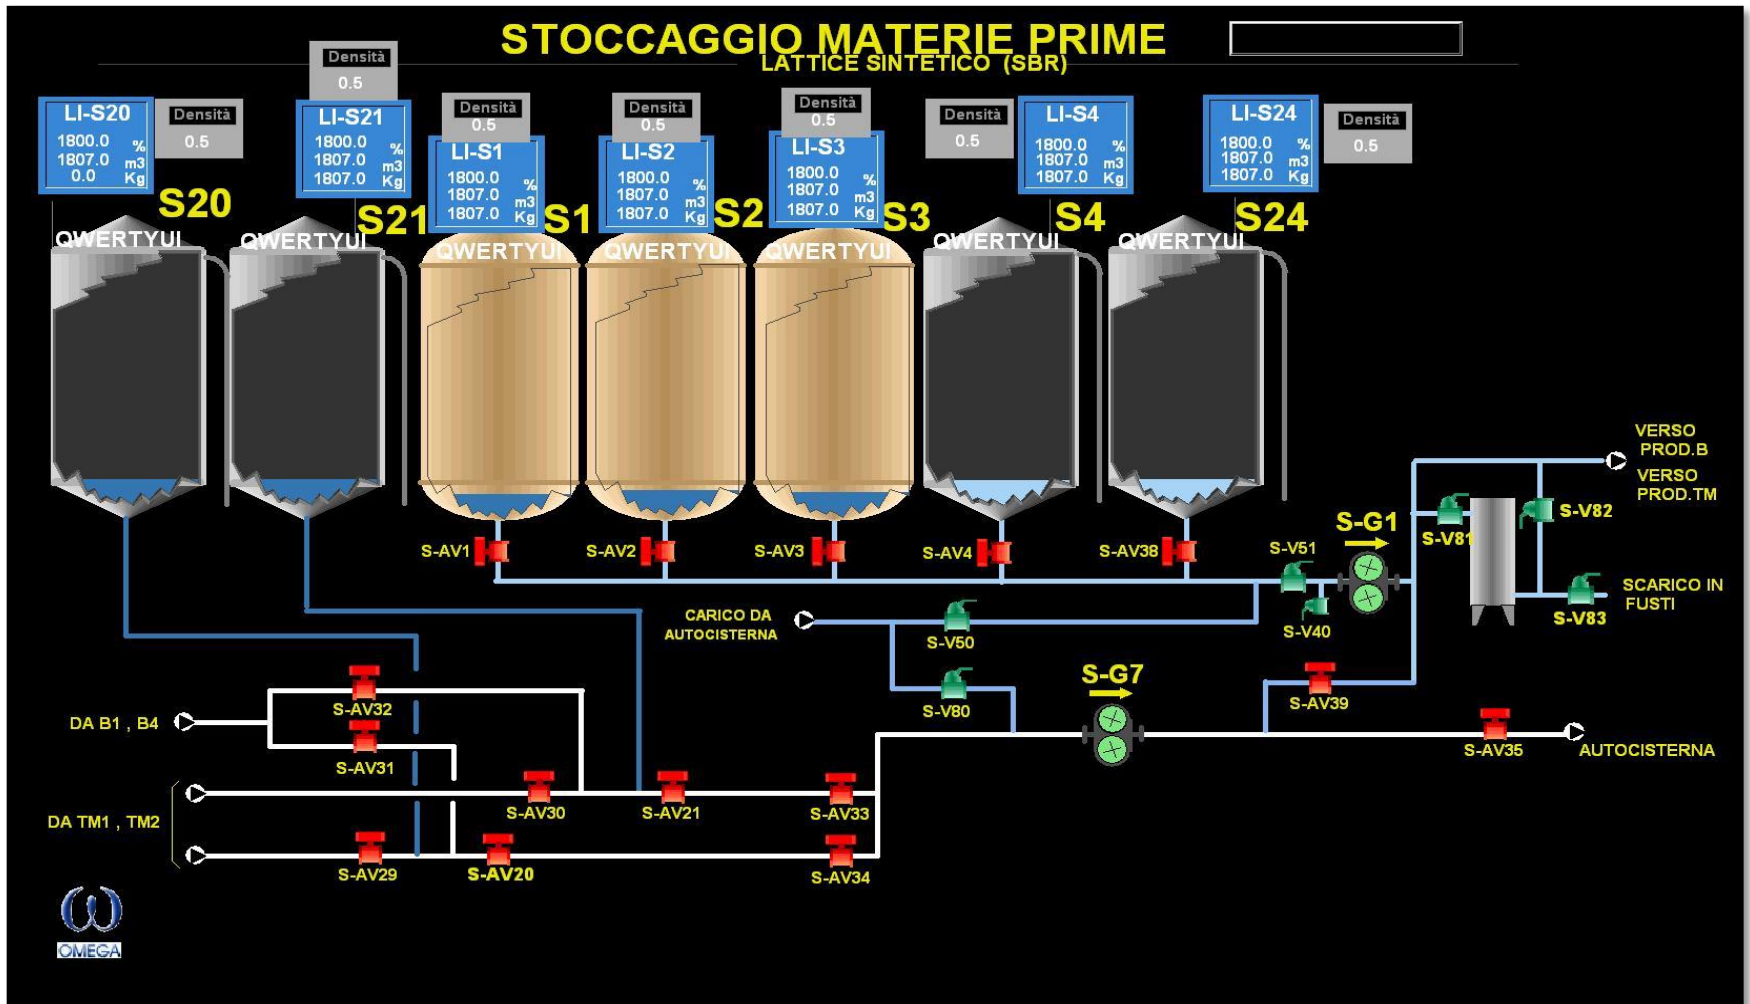 STOCCAGGIO MATERIE PRIME
LATTICE SINTETICO (SBR)
LI-S20
1800.0 %
1807.0 m3
0.0 Kg
Densità
0.5
S20
Densità
0.5
LI-S21
1800.0 %
1807.0 m3
1807.0 Kg
S21
Densità
0.5
LI-S1
1800.0 %
1807.0 m3
1807.0 Kg
S1
Densità
0.5
LI-S2
1800.0 %
1807.0 m3
1807.0 Kg
S2
Densità
0.5
LI-S3
1800.0 %
1807.0 m3
1807.0 Kg
S3
Densità
0.5
LI-S4
1800.0 %
1807.0 m3
1807.0 Kg
S4
LI-S24
1800.0 %
1807.0 m3
1807.0 Kg
Densità
0.5
S24
QWERTYUI
QWERTYUI
QWERTYUI
QWERTYUI
QWERTYUI
QWERTYUI
QWERTYUI
VERSO
PROD.B
VERSO
PROD.TM
S-AV1
S-AV2
S-AV3
S-AV4
S-AV38
S-V51
S-G1
S-V81
S-V82
SCARICO IN
FUSTI
S-V83
S-V40
CARICO DA
AUTOCISTERNA
S-V50
S-V80
S-G7
S-AV39
S-AV35
AUTOCISTERNA
DA B1 , B4
S-AV32
S-AV31
DA TM1 , TM2
S-AV30
S-AV21
S-AV33
S-AV29
S-AV20
S-AV34
OMEGA